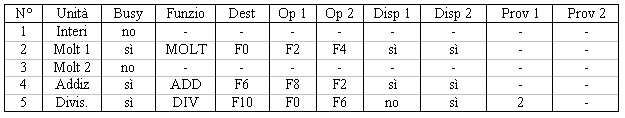 N° Unità Busy Funzio Dest Op 1 Op 2 Disp 1 Disp 2 Prov 1 Prov 2
1 Interi no - - - - - - - -
2 Molt 1 sì MOLT F0 F2 F4 sì sì - -
3 Molt 2 no - - - - - - - -
4 Addiz sì ADD F6 F8 F2 sì sì - -
5 Divis. sì DIV F10 F0 F6 no sì 2 -